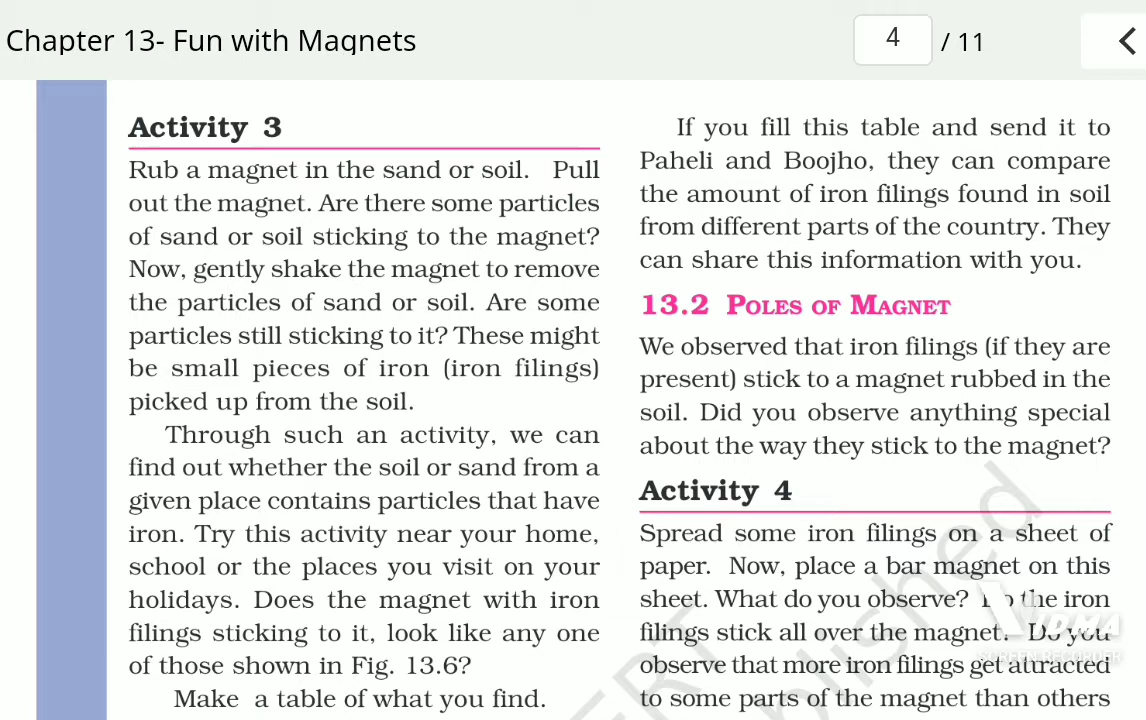 Chapter 13- Fun with Magnets
4 / 11
Activity 3
Rub a magnet in the sand or soil. Pull
out the magnet. Are there some particles
of sand or soil sticking to the magnet?
Now, gently shake the magnet to remove
the particles of sand or soil. Are some
particles still sticking to it? These might
be small pieces of iron (iron filings)
picked up from the soil.
Through such an activity, we can
find out whether the soil or sand from a
given place contains particles that have
iron. Try this activity near your home,
school or the places you visit on your
holidays. Does the magnet with iron
filings sticking to it, look like any one
of those shown in Fig. 13.6?
Make a table of what you find.
If you fill this table and send it to
Paheli and Boojho, they can compare
the amount of iron filings found in soil
from different parts of the country. They
can share this information with you.
13.2 POLES OF MAGNET
We observed that iron filings (if they are
present) stick to a magnet rubbed in the
soil. Did you observe anything special
about the way they stick to the magnet?
Activity 4
Spread some iron filings on a sheet of
paper. Now, place a bar magnet on this
sheet. What do you observe? Do the iron
filings stick all over the magnet? Do you
observe that more iron filings get attracted
to some parts of the magnet than others
SCREEN RECORDER